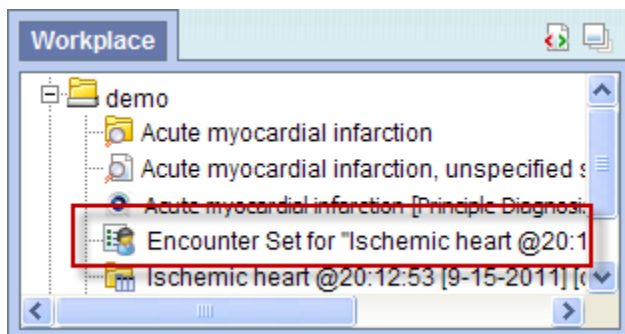 Workplace
demo
Acute myocardial infarction
Acute myocardial infarction, unspecified s
Acute myocardial infarction [Principle Diagnosi
Encounter Set for "Ischemic heart @20:1
Ischemic heart @20:12:53 [9-15-2011] [